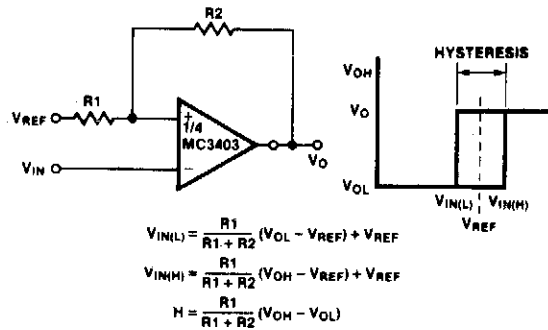 R2
HYSTERESIS
VOH
R1
VREF
+
1/4
MC3403
VO
VIN
−
VO
VOL
VIN(L)
VIN(H)
VREF
VIN(L) = R1 / R1 + R2 (VOL − VREF) + VREF
VIN(H) = R1 / R1 + R2 (VOH − VREF) + VREF
H = R1 / R1 + R2 (VOH − VOL)